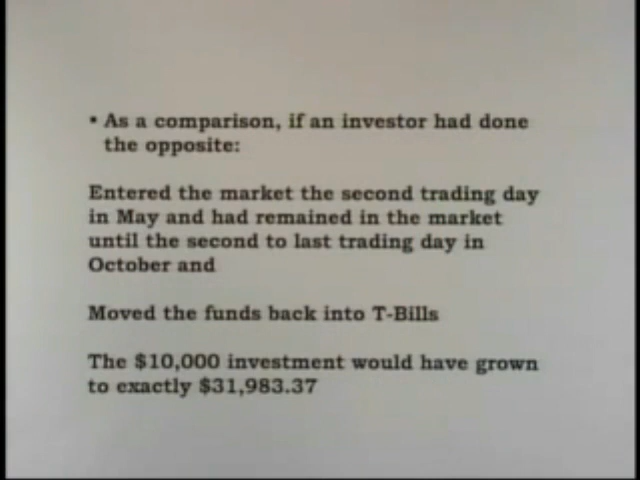 • As a comparison, if an investor had done
the opposite:
Entered the market the second trading day
in May and had remained in the market
until the second to last trading day in
October and
Moved the funds back into T-Bills
The $10,000 investment would have grown
to exactly $31,983.37